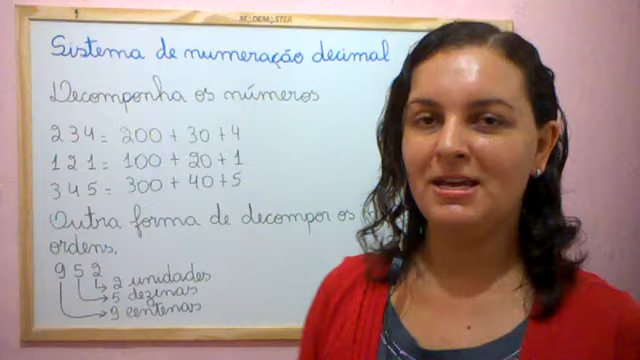 MADEMASTER
Sistema de numeração decimal
Decomponha os números
234 = 200 + 30 + 4
121 = 100 + 20 + 1
345 = 300 + 40 + 5
Outra forma de decompor os
ordens.
952
2 unidades
5 dezenas
9 centenas